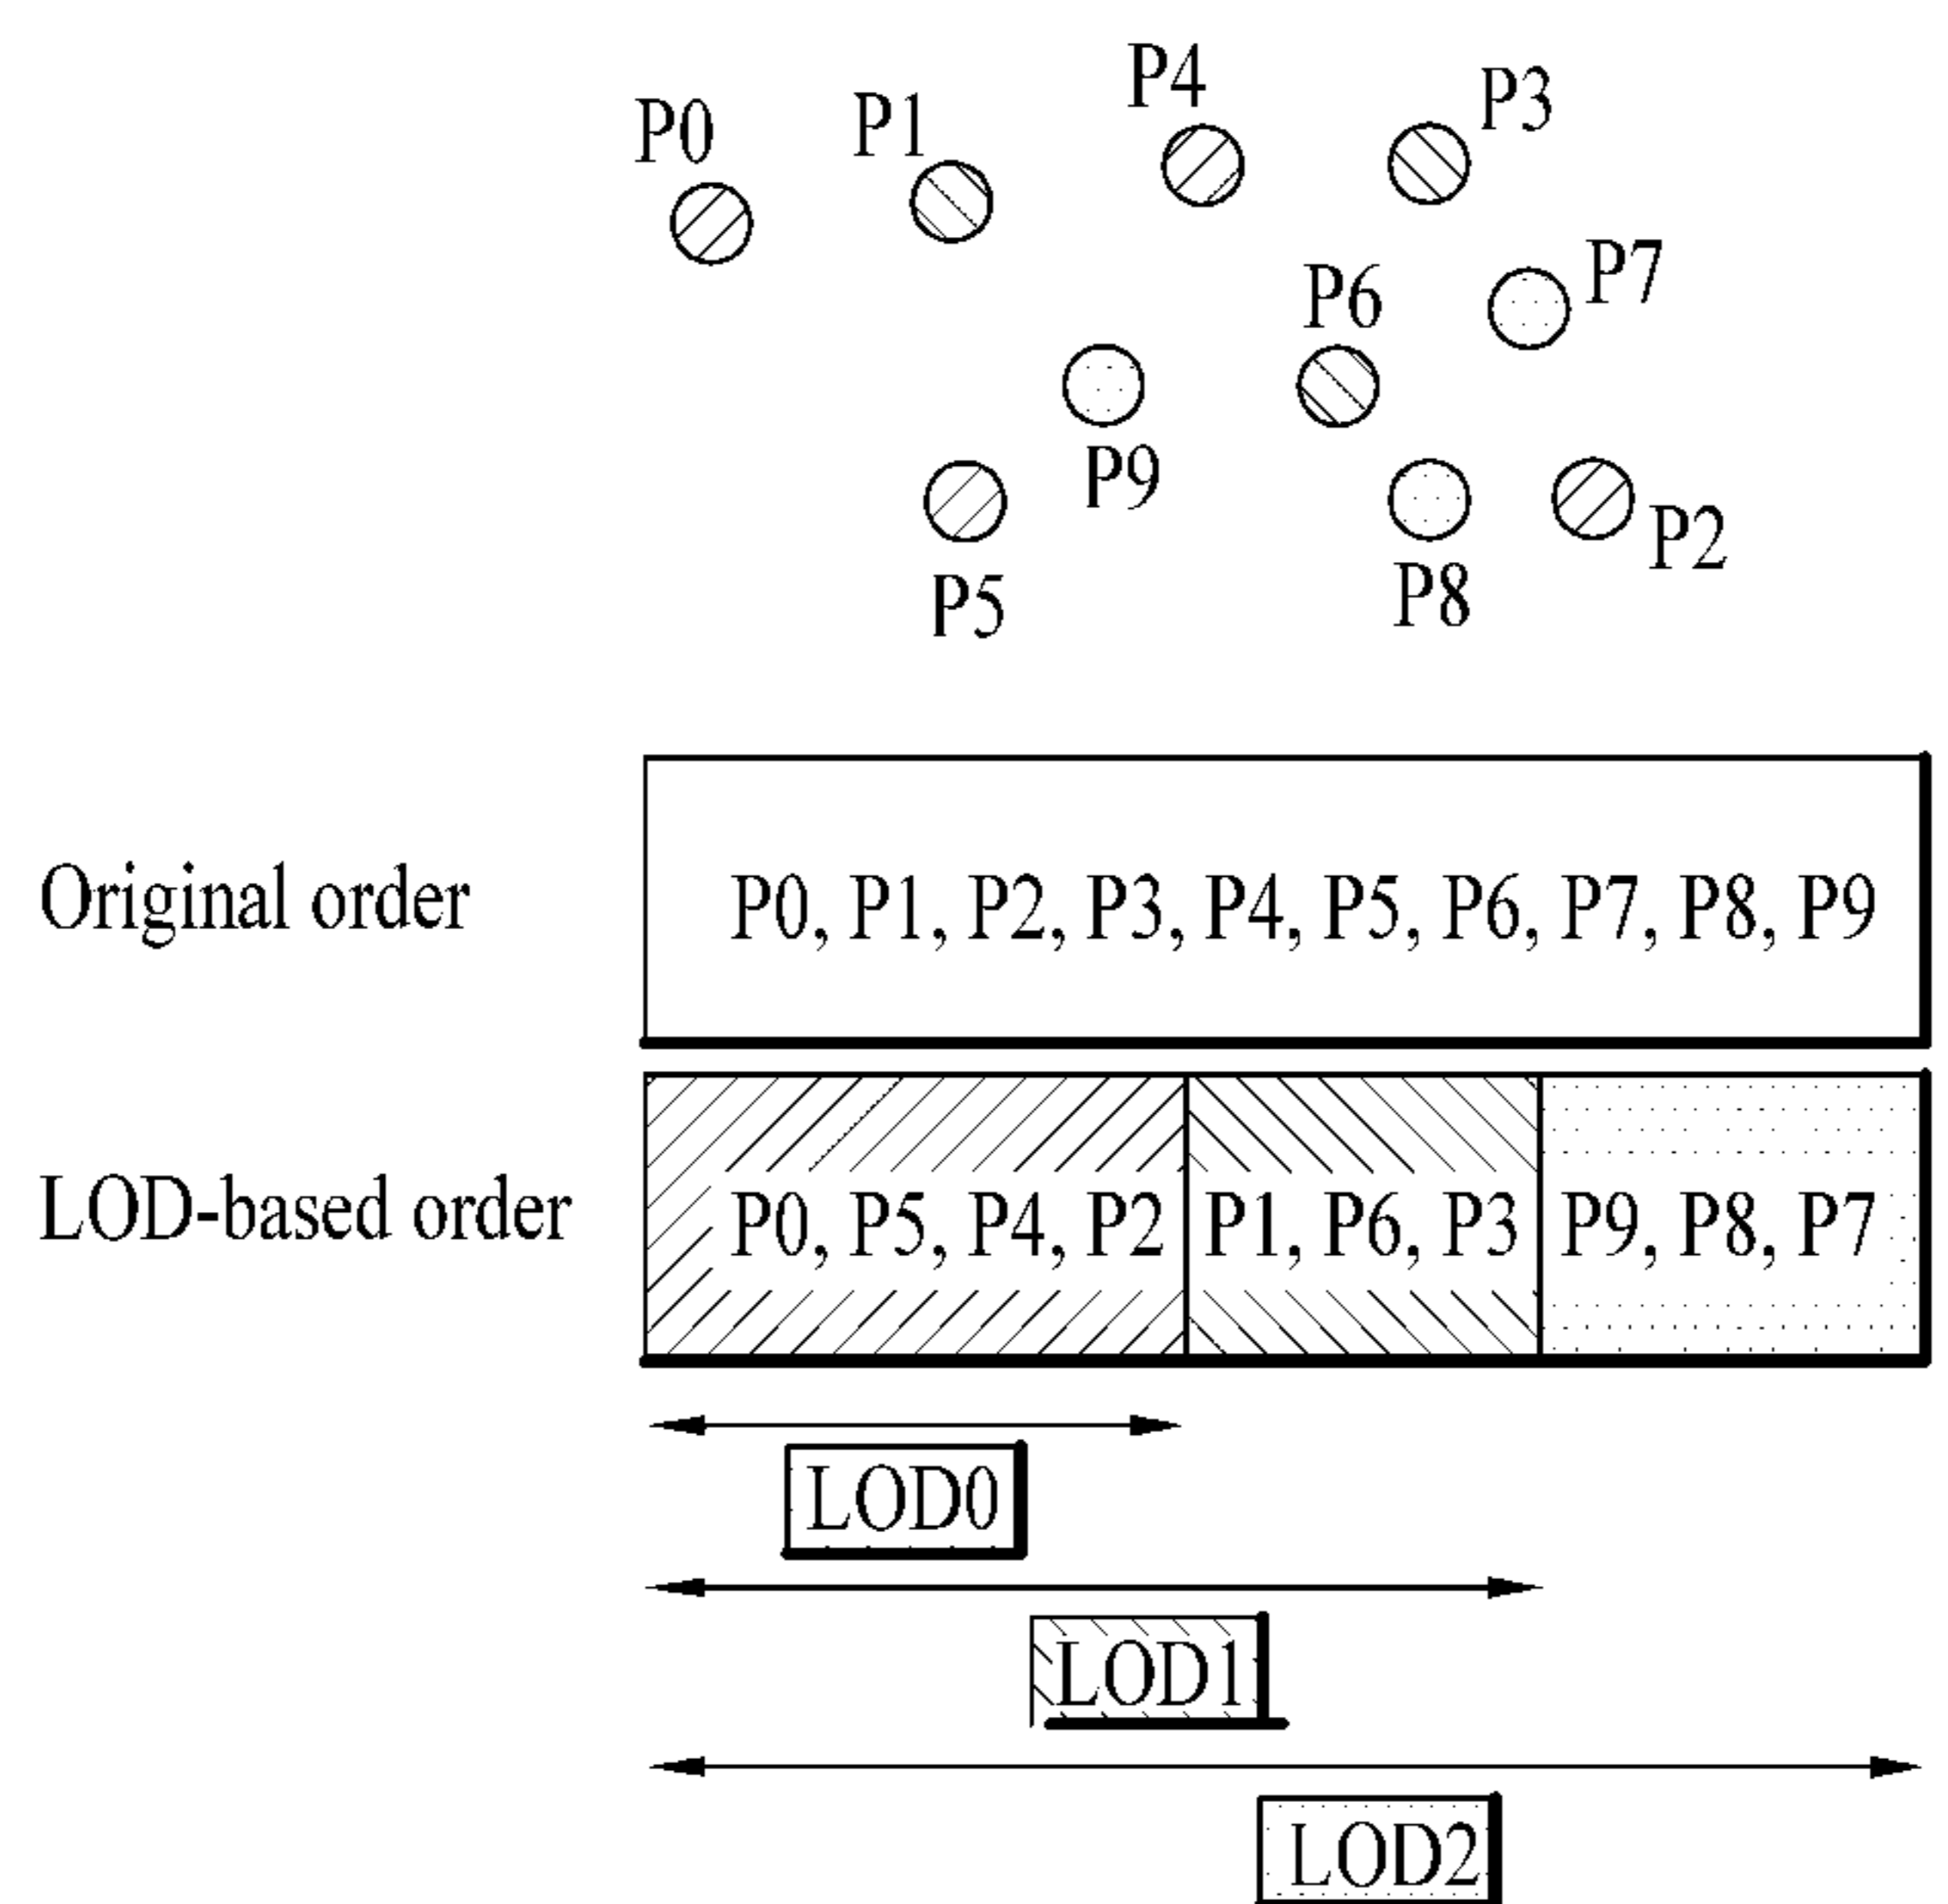 P4
P3
P0
P1
P7
P6
P9
P2
P5
P8
Original order
P0, P1, P2, P3, P4, P5, P6, P7, P8, P9
LOD-based order
P0, P5, P4, P2
P1, P6, P3
P9, P8, P7
LOD0
LOD1
LOD2